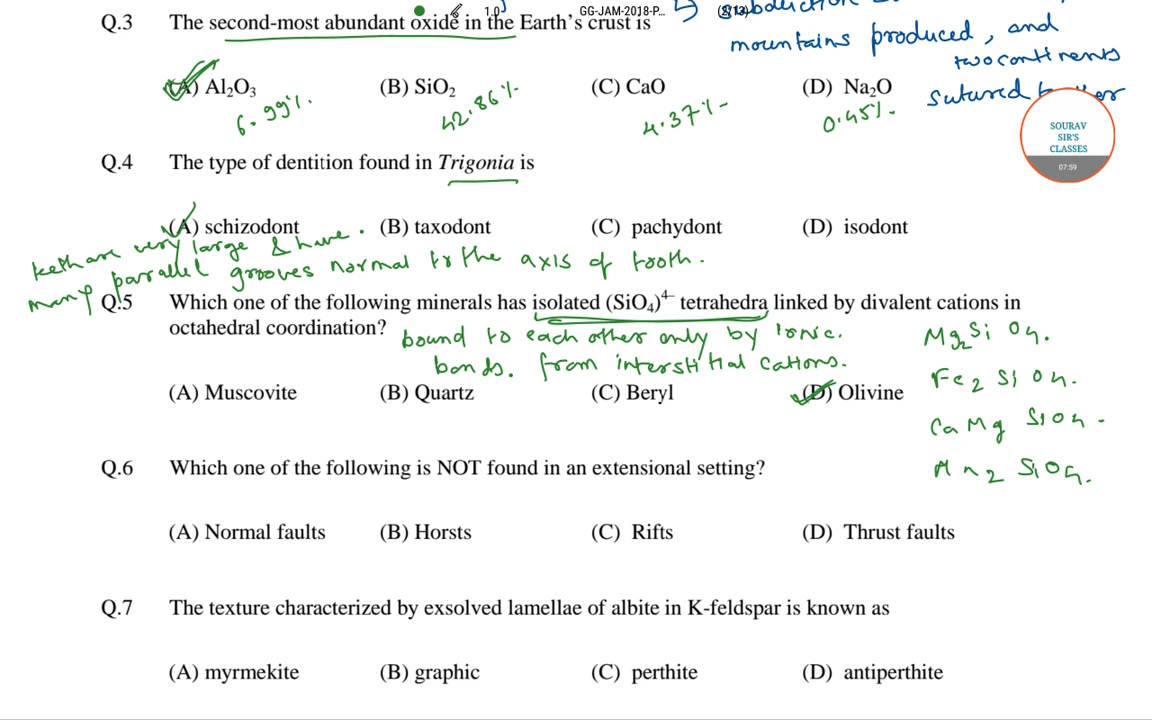 1.0
GG-JAM-2018-P...
(2/13)
Q.3 The second-most abundant oxide in the Earth's crust is
mountains produced, and
two continents
sutured
(A) Al₂O₃ (B) SiO₂ (C) CaO (D) Na₂O
6.99%. 42.86%. 4.37%- 0.45%.
SOURAV
SIR'S
CLASSES
07:59
Q.4 The type of dentition found in Trigonia is
(A) schizodont (B) taxodont (C) pachydont (D) isodont
teeth are very large & have.
many parallel grooves normal to the axis of tooth.
Q.5 Which one of the following minerals has isolated (SiO₄)⁴⁻ tetrahedra linked by divalent cations in
octahedral coordination?
bound to each other only by ionic.
bonds. from interstitial cations.
Mg₂SiO₄.
Fe₂SiO₄.
CaMgSiO₄.
Mn₂SiO₄.
(A) Muscovite (B) Quartz (C) Beryl (D) Olivine
Q.6 Which one of the following is NOT found in an extensional setting?
(A) Normal faults (B) Horsts (C) Rifts (D) Thrust faults
Q.7 The texture characterized by exsolved lamellae of albite in K-feldspar is known as
(A) myrmekite (B) graphic (C) perthite (D) antiperthite